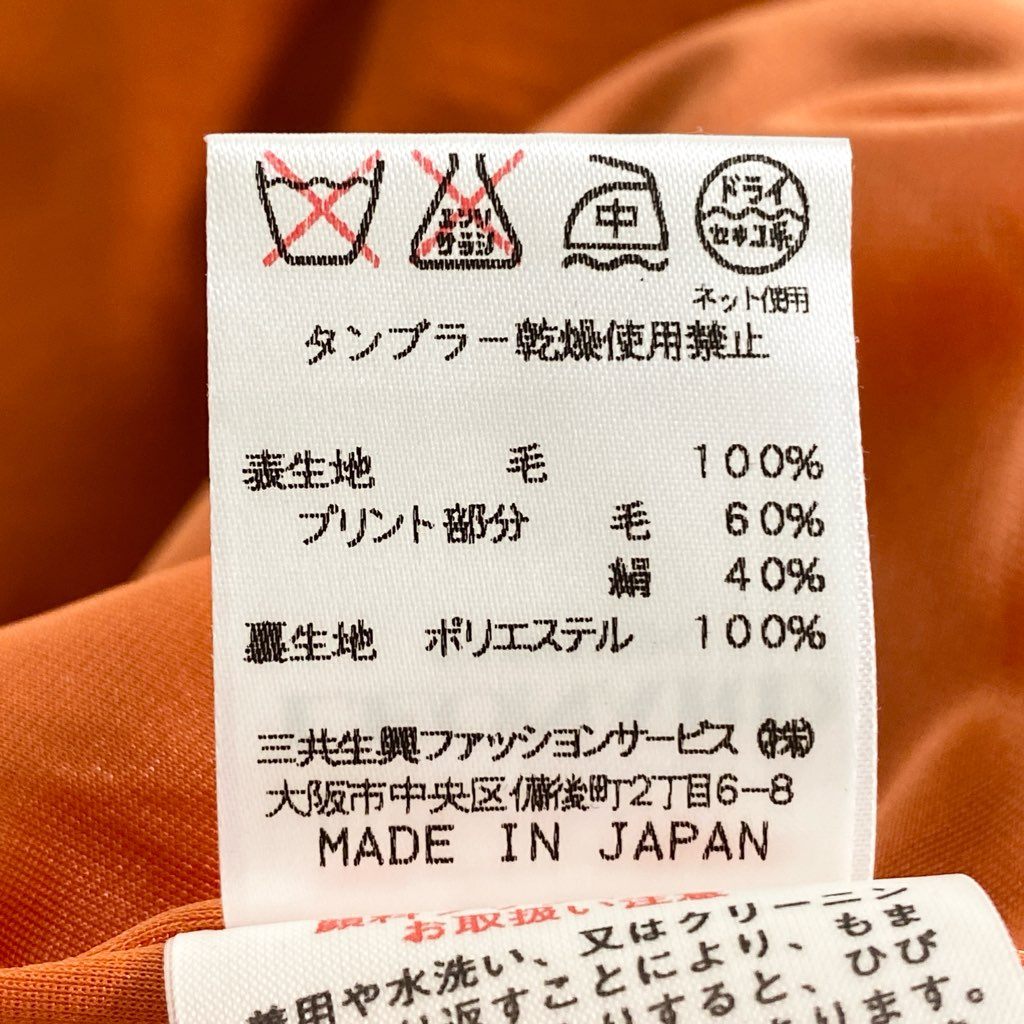 エンソ
サラシ
中
ドライ
セキユ系
ネット使用
タンブラー乾燥使用禁止
表生地 毛 100%
プリント部分 毛 60%
絹 40%
裏生地 ポリエステル 100%
三共生興ファッションサービス㈱
大阪市中央区備後町2丁目6-8
MADE IN JAPAN
お取扱い注意
着用や水洗い、又はクリーニン
返すことにより、もま
りすると、ひび
ります。